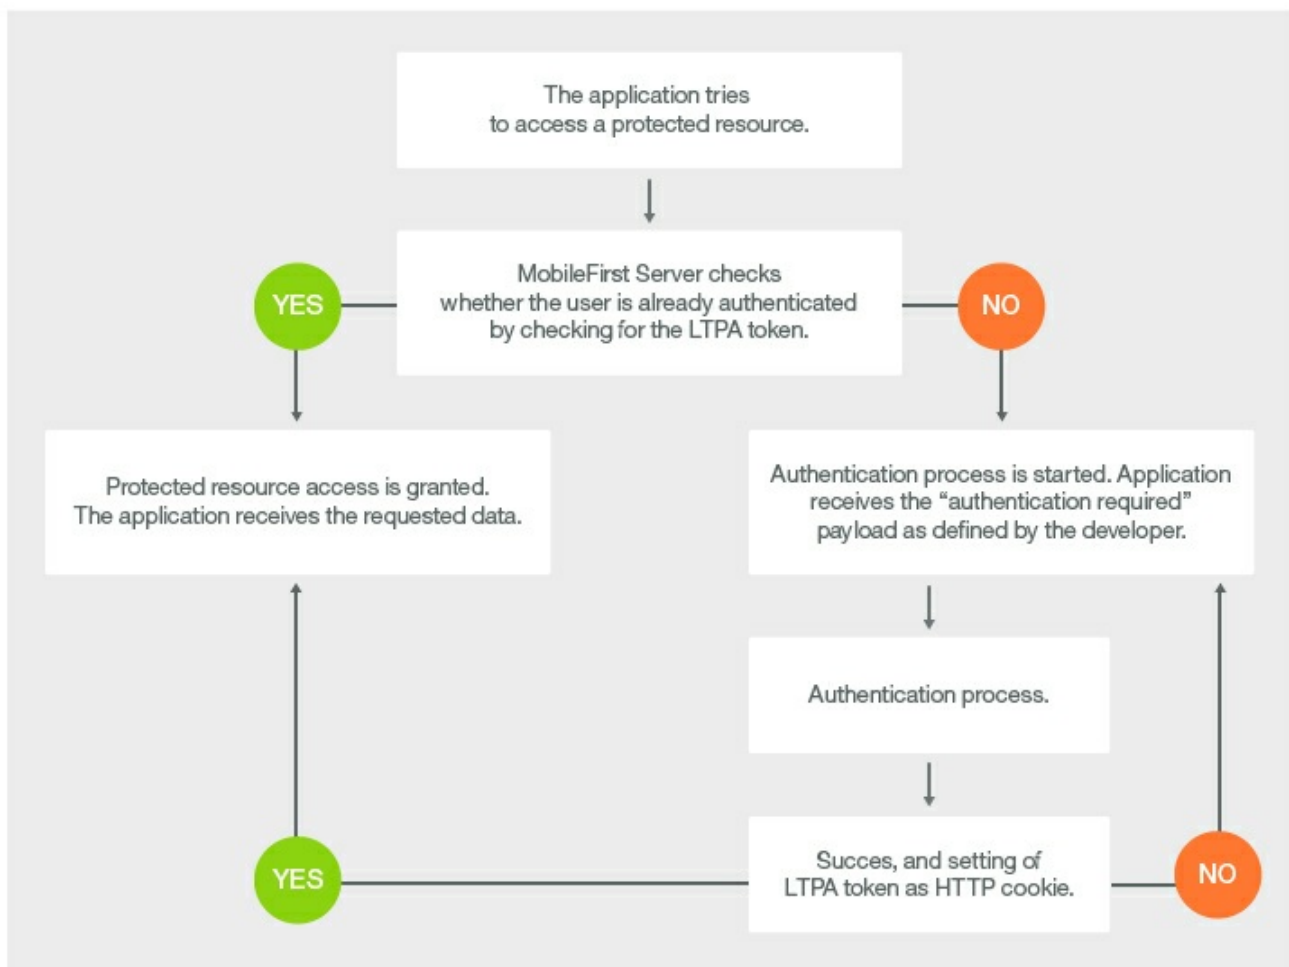 The application tries
to access a protected resource.
MobileFirst Server checks
whether the user is already authenticated
by checking for the LTPA token.
YES
NO
Protected resource access is granted.
The application receives the requested data.
Authentication process is started. Application
receives the “authentication required”
payload as defined by the developer.
Authentication process.
Succes, and setting of
LTPA token as HTTP cookie.
YES
NO